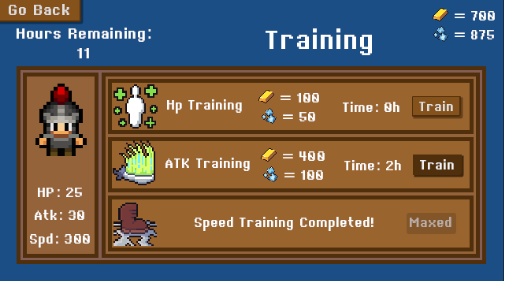 Go Back
= 700
= 875
Hours Remaining:
11
Training
Hp Training
= 100
= 50
Time: 0h
Train
ATK Training
= 400
= 100
Time: 2h
Train
HP: 25
Atk: 30
Spd: 300
Speed Training Completed!
Maxed